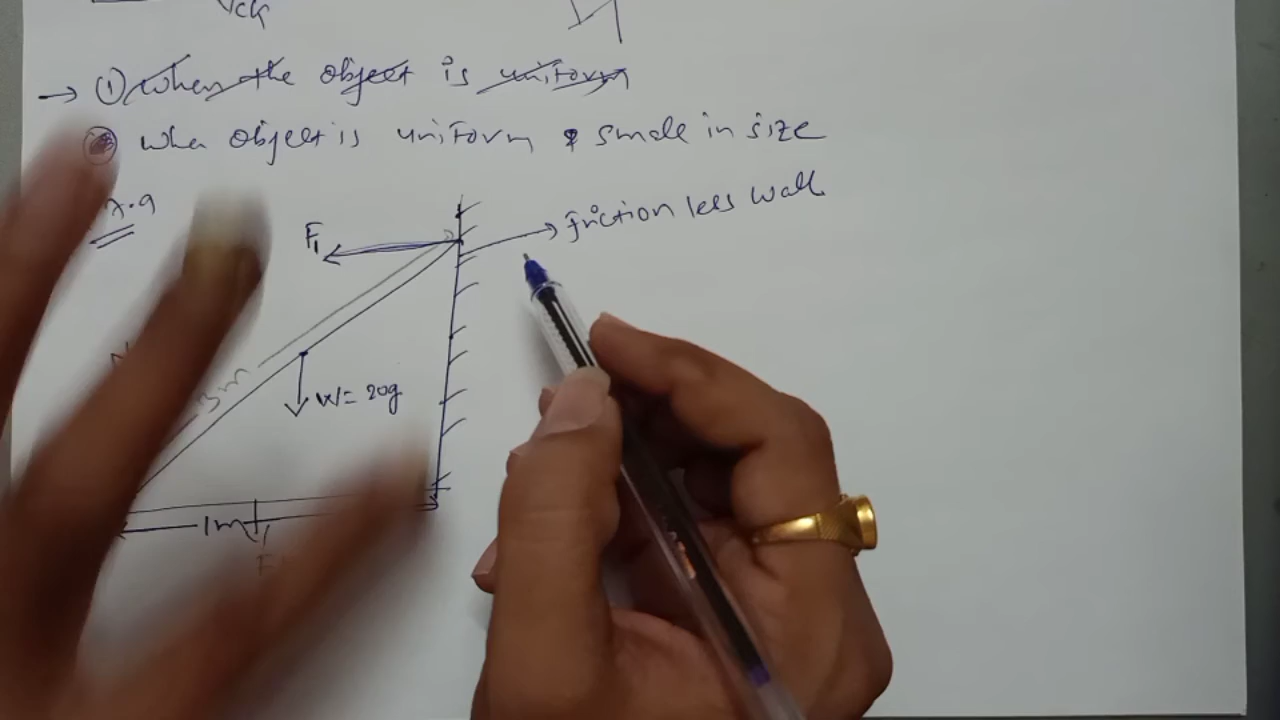 → ① When the object is uniform
When object is uniform & small in size
F₁
→ friction less wall
3m
W = 20g
1m